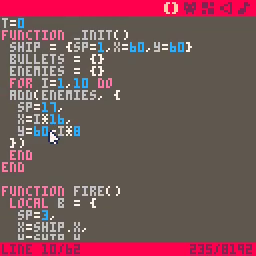 T=0
FUNCTION _INIT()
 SHIP = {SP=1,X=60,Y=60}
 BULLETS = {}
 ENEMIES = {}
 FOR I=1,10 DO
 ADD(ENEMIES, {
  SP=17,
  X=I*16,
  Y=60-I*8
 })
 END
END

FUNCTION FIRE()
 LOCAL B = {
  SP=3,
  X=SHIP.X,
LINE 10/62 235/8192